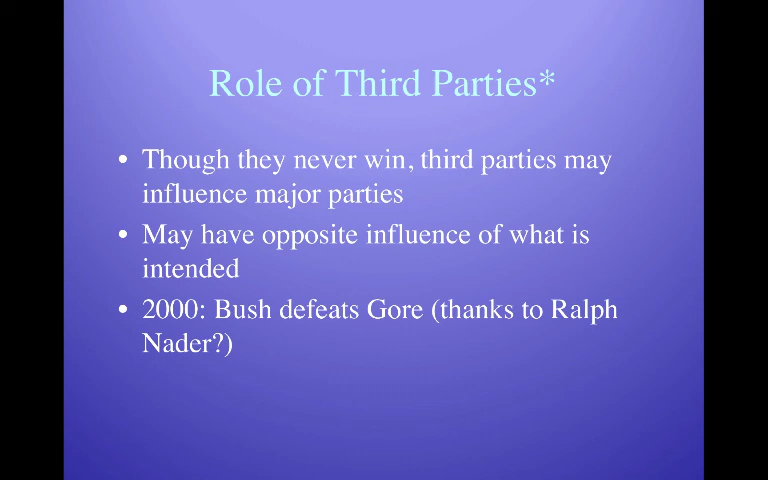 Role of Third Parties*
• Though they never win, third parties may
influence major parties
• May have opposite influence of what is
intended
• 2000: Bush defeats Gore (thanks to Ralph
Nader?)